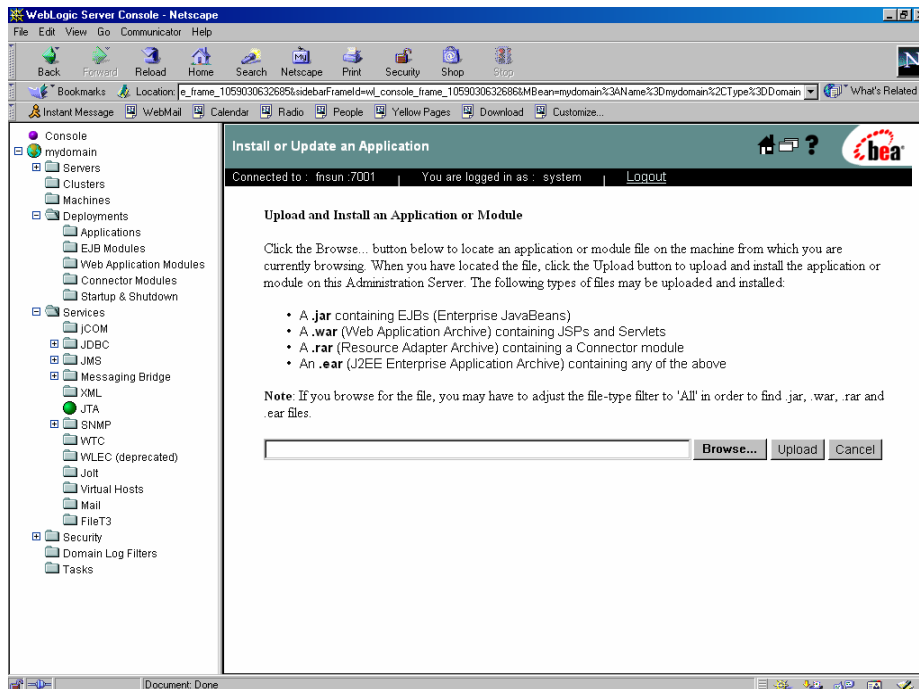 WebLogic Server Console - Netscape
File Edit View Go Communicator Help
Back Forward Reload Home Search Netscape Print Security Shop Stop
Bookmarks Location: e_frame_1059030632685&sidebarFrameId=wl_console_frame_1059030632686&MBean=mydomain%3AName%3Dmydomain%2CType%3DDomain What's Related
Instant Message WebMail Calendar Radio People Yellow Pages Download Customize...
Console
mydomain
Servers
Clusters
Machines
Deployments
Applications
EJB Modules
Web Application Modules
Connector Modules
Startup & Shutdown
Services
jCOM
JDBC
JMS
Messaging Bridge
XML
JTA
SNMP
WTC
WLEC (deprecated)
Jolt
Virtual Hosts
Mail
FileT3
Security
Domain Log Filters
Tasks
Install or Update an Application
bea
Connected to : fnsun :7001 You are logged in as : system Logout
Upload and Install an Application or Module
Click the Browse... button below to locate an application or module file on the machine from which you are
currently browsing. When you have located the file, click the Upload button to upload and install the application or
module on this Administration Server. The following types of files may be uploaded and installed:
• A .jar containing EJBs (Enterprise JavaBeans)
• A .war (Web Application Archive) containing JSPs and Servlets
• A .rar (Resource Adapter Archive) containing a Connector module
• An .ear (J2EE Enterprise Application Archive) containing any of the above
Note: If you browse for the file, you may have to adjust the file-type filter to 'All' in order to find .jar, .war, .rar and
.ear files.
Browse... Upload Cancel
Document: Done